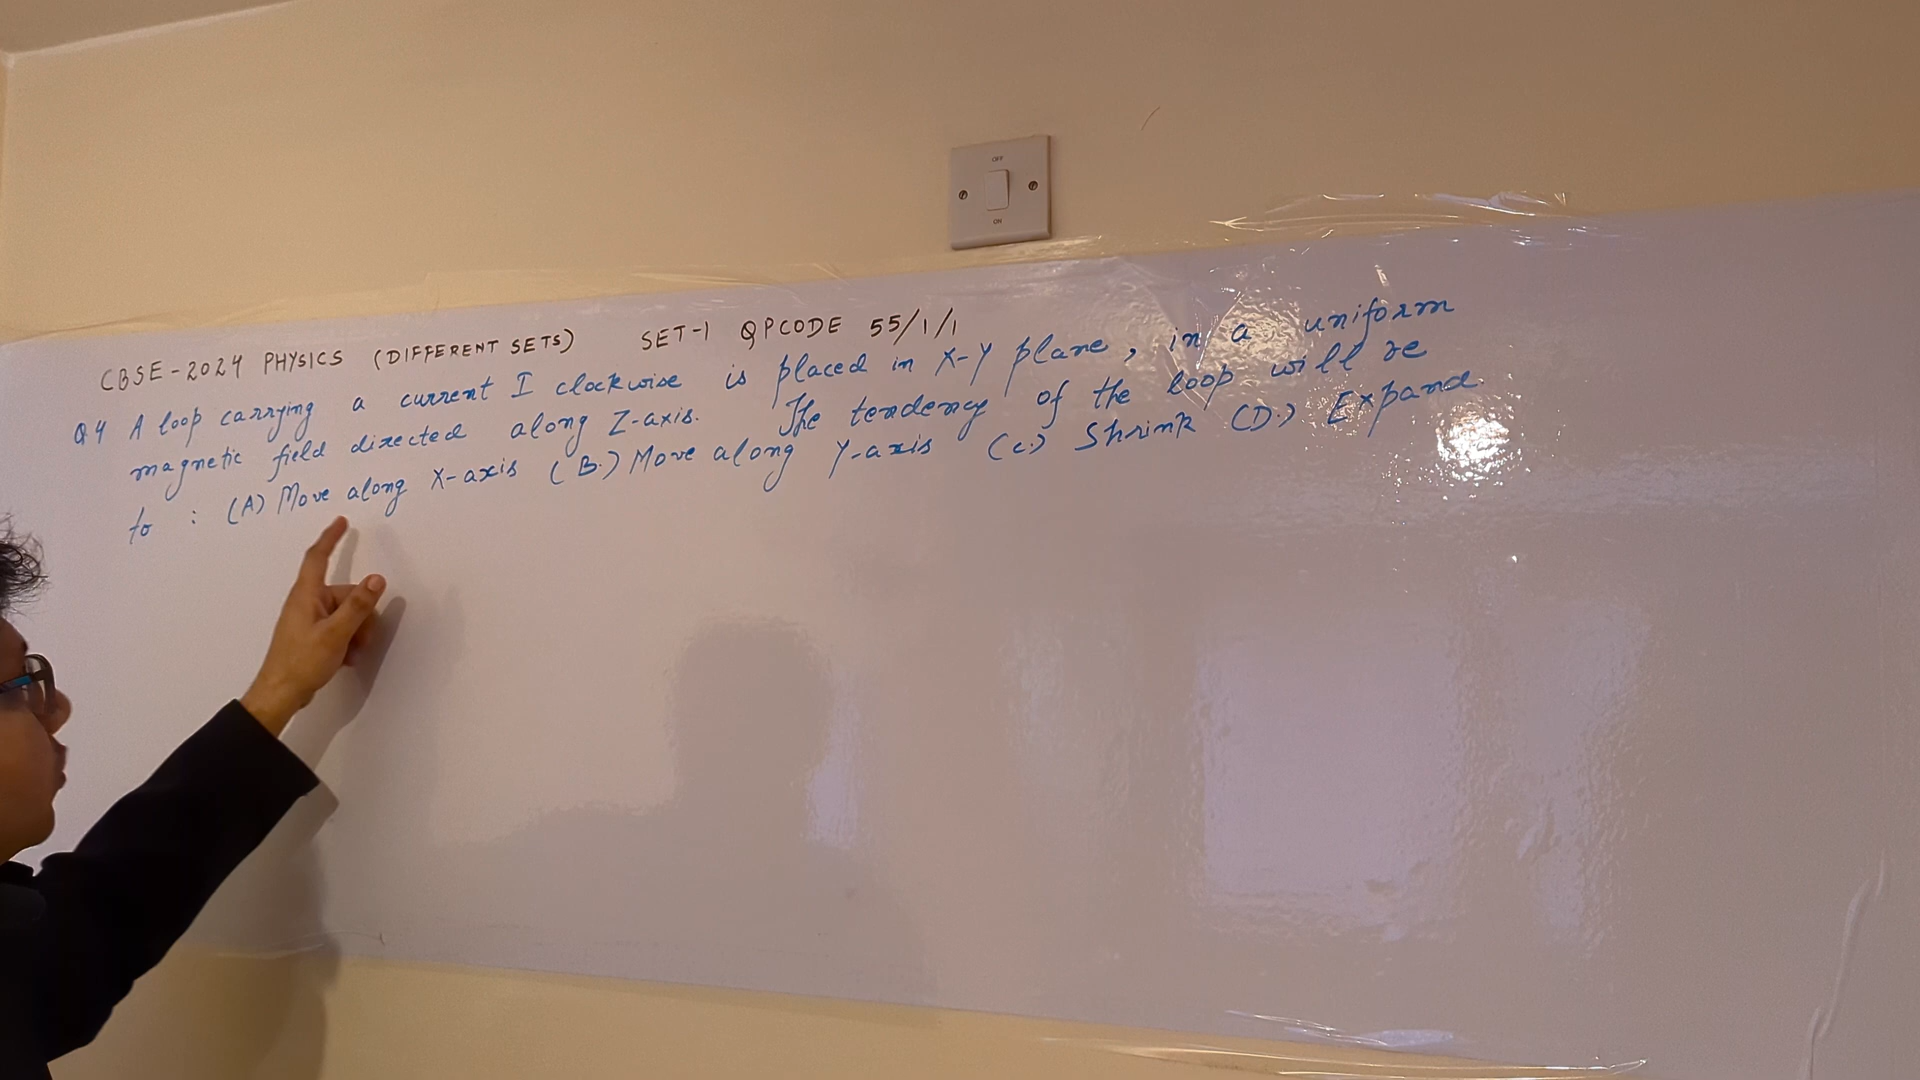 OFF
ON
CBSE-2024 PHYSICS (DIFFERENT SETS) SET-1 QPCODE 55/1/1
Q4 A loop carrying a current I clockwise is placed in X-Y plane, in a uniform
magnetic field directed along Z-axis. The tendency of the loop will be
to : (A) Move along X-axis (B.) Move along Y-axis (C.) Shrink (D.) Expand.